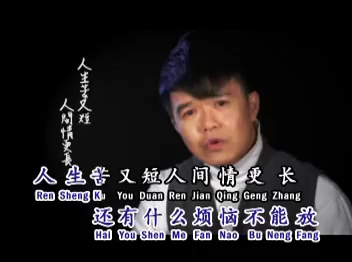 人生苦又短
人間情更長
人生苦又短人间情更长
Ren Sheng Ku You Duan Ren Jian Qing Geng Zhang
还有什么烦恼不能放
Hai You Shen Me Fan Nao Bu Neng Fang